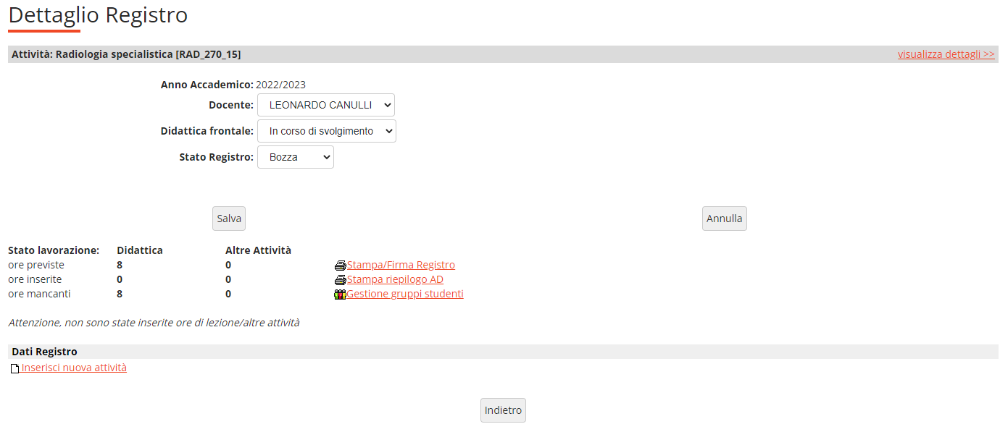 Dettaglio Registro
Attività: Radiologia specialistica [RAD_270_15] visualizza dettagli >>
Anno Accademico: 2022/2023
Docente: LEONARDO CANULLI
Didattica frontale: In corso di svolgimento
Stato Registro: Bozza
Salva Annulla
Stato lavorazione: Didattica Altre Attività
ore previste 8 0 Stampa/Firma Registro
ore inserite 0 0 Stampa riepilogo AD
ore mancanti 8 0 Gestione gruppi studenti
Attenzione, non sono state inserite ore di lezione/altre attività
Dati Registro
Inserisci nuova attività
Indietro